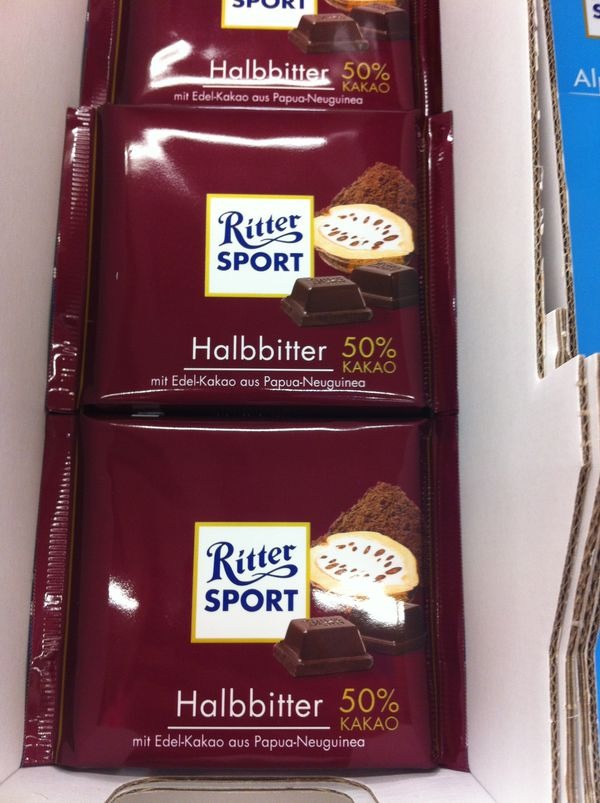 SPORT
Halbbitter 50%
KAKAO
mit Edel-Kakao aus Papua-Neuguinea
Ritter
SPORT
Halbbitter 50%
KAKAO
mit Edel-Kakao aus Papua-Neuguinea
Ritter
SPORT
Halbbitter 50%
KAKAO
mit Edel-Kakao aus Papua-Neuguinea